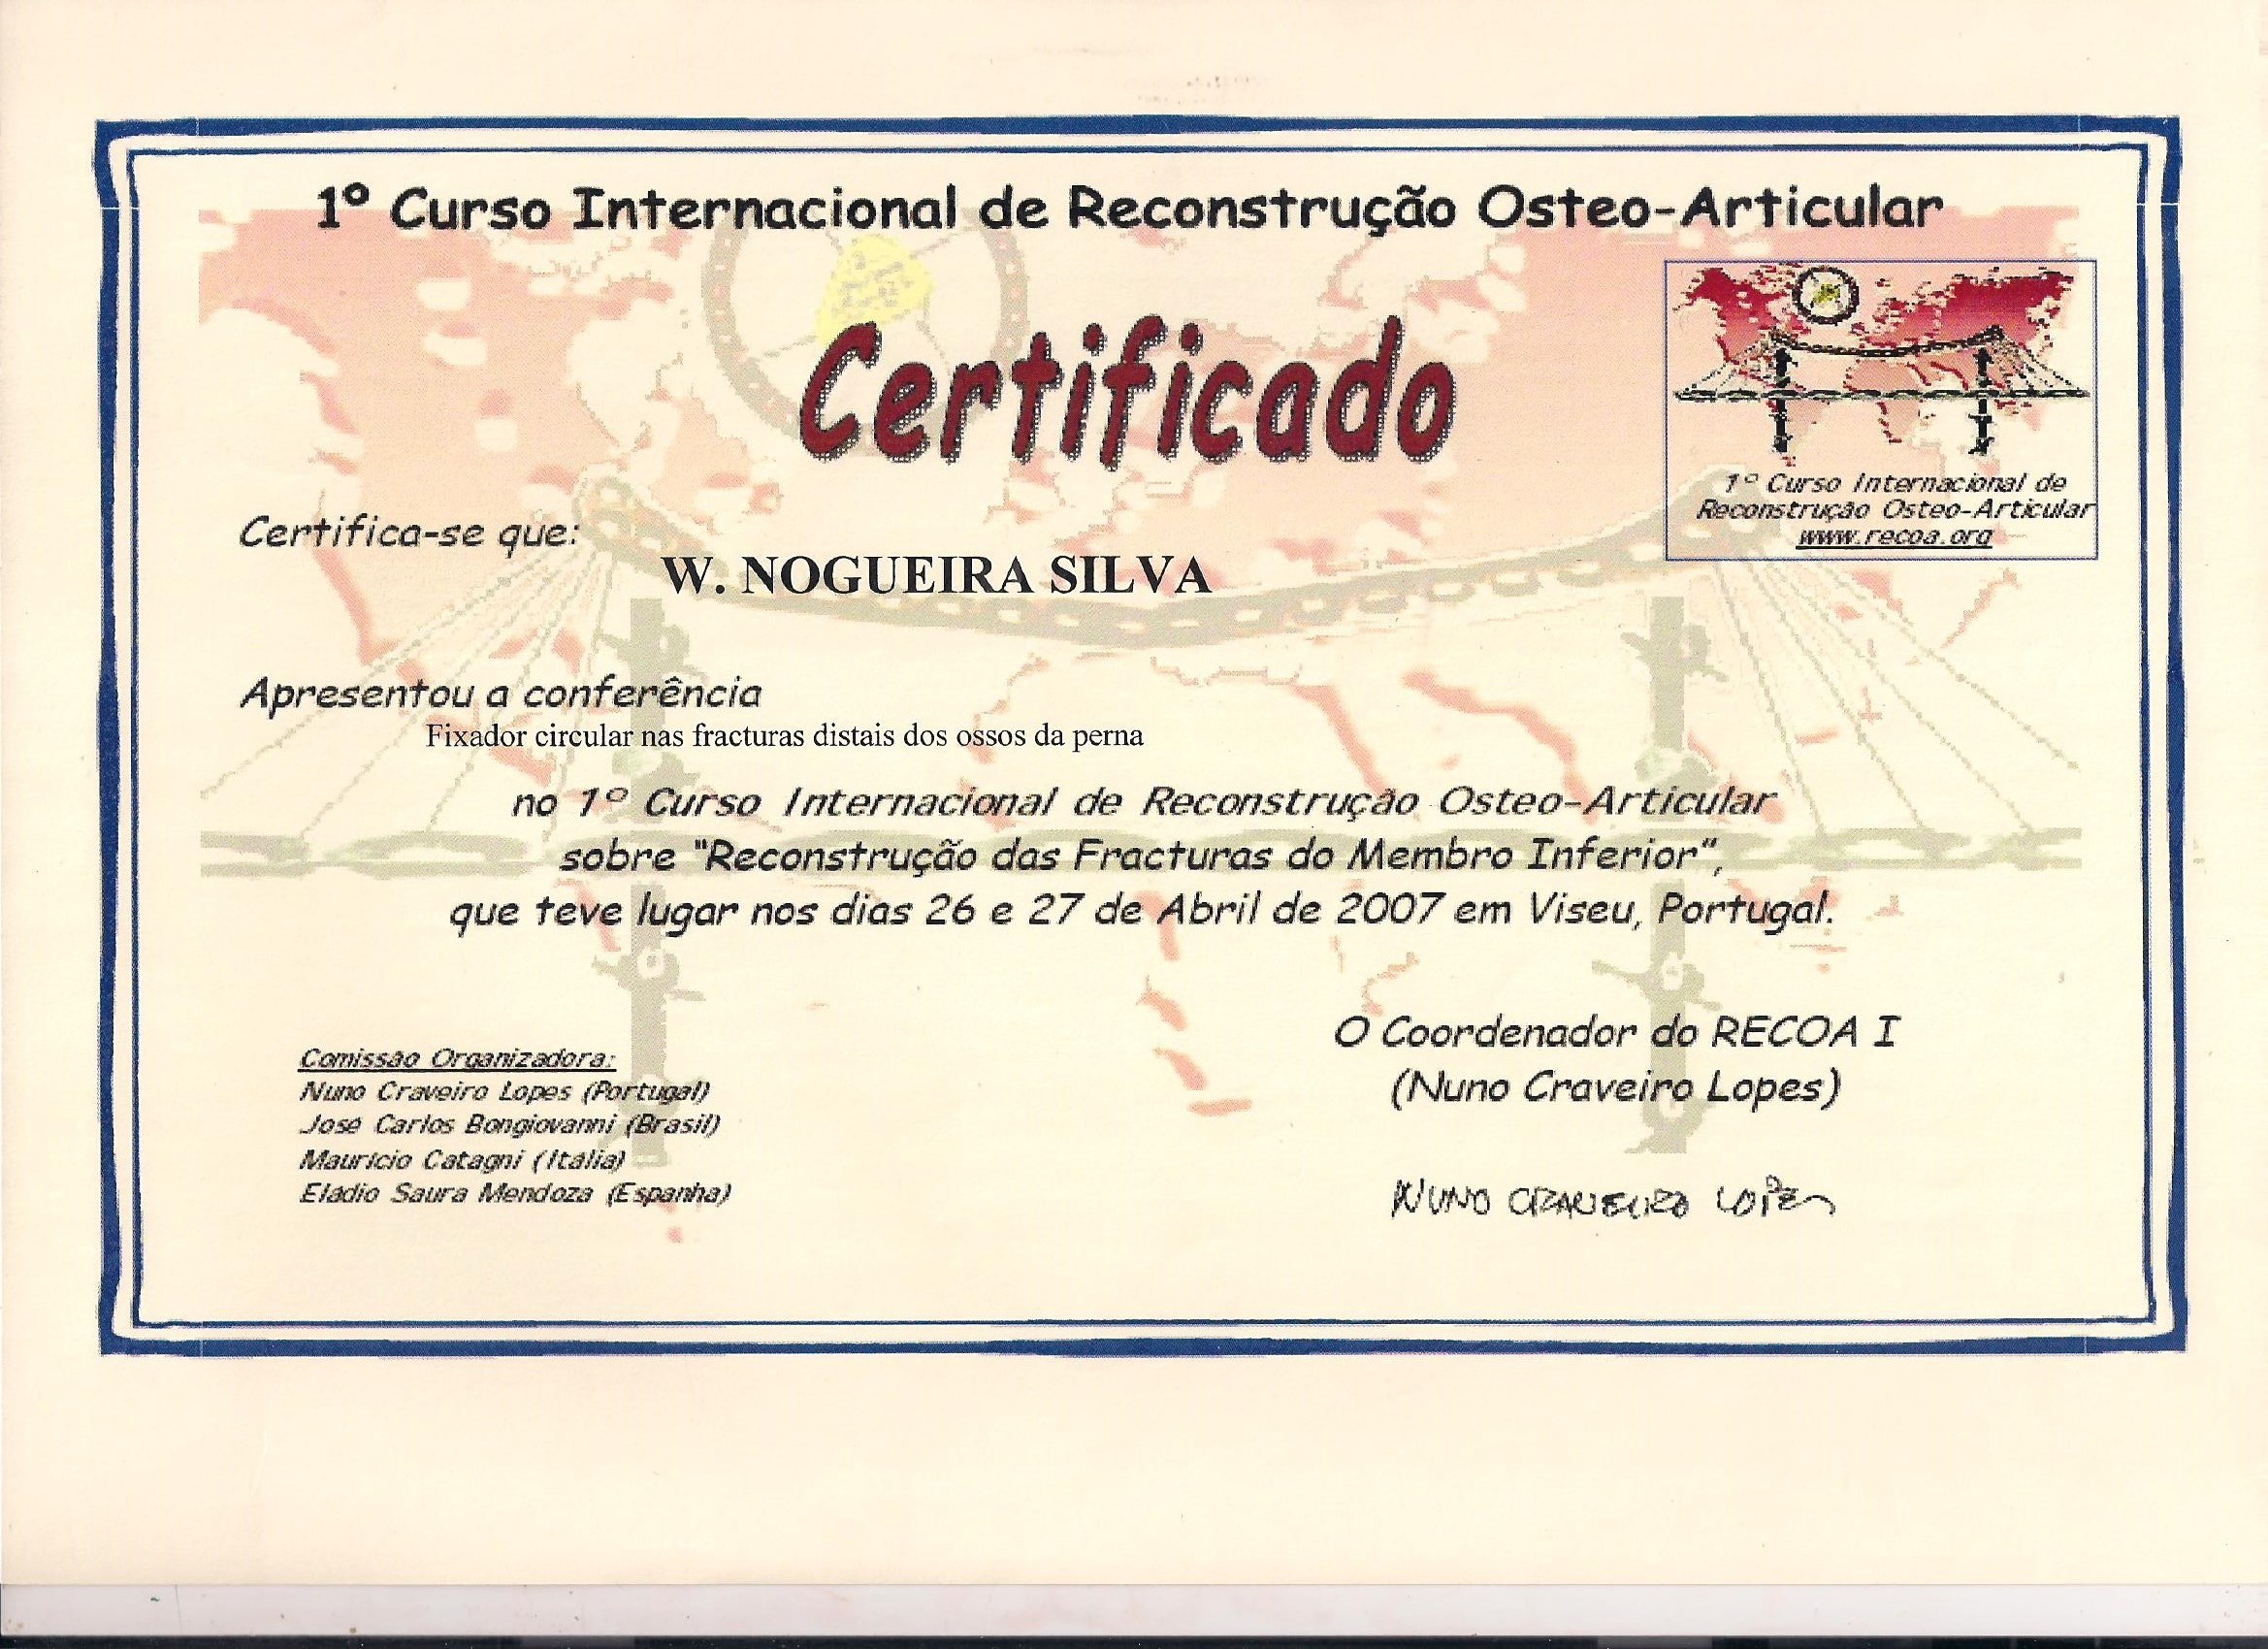 1º Curso Internacional de Reconstrução Osteo-Articular
Certificado
1º Curso Internacional de
Reconstrução Osteo-Articular
www.recoa.org
Certifica-se que:
W. NOGUEIRA SILVA
Apresentou a conferência
Fixador circular nas fracturas distais dos ossos da perna
no 1º Curso Internacional de Reconstrução Osteo-Articular
sobre "Reconstrução das Fracturas do Membro Inferior",
que teve lugar nos dias 26 e 27 de Abril de 2007 em Viseu, Portugal.
O Coordenador do RECOA I
(Nuno Craveiro Lopes)
NUNO CRAVEIRO LOPES
Comissão Organizadora:
Nuno Craveiro Lopes (Portugal)
José Carlos Bongiovanni (Brasil)
Maurício Catagni (Itália)
Eládio Saura Mendoza (Espanha)